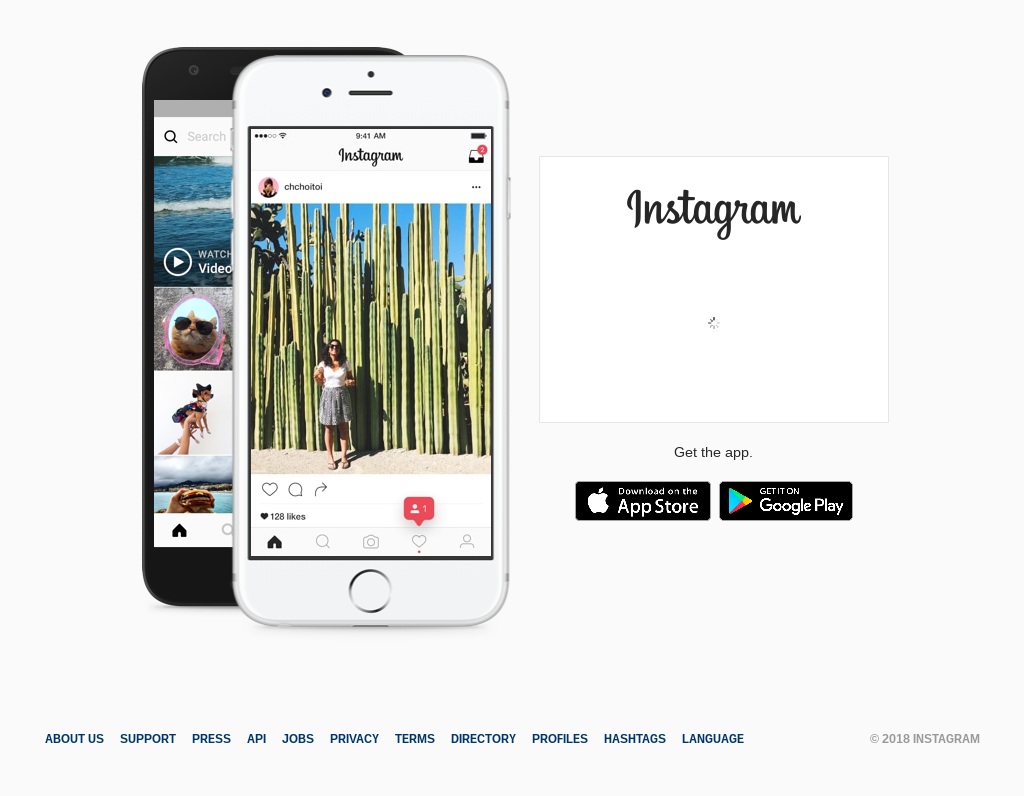 Search
WATCH
Video
9:41 AM
Instagram
2
chchoitoi
128 likes
1
Instagram
Get the app.
Download on the
App Store
GET IT ON
Google Play
ABOUT US SUPPORT PRESS API JOBS PRIVACY TERMS DIRECTORY PROFILES HASHTAGS LANGUAGE
© 2018 INSTAGRAM